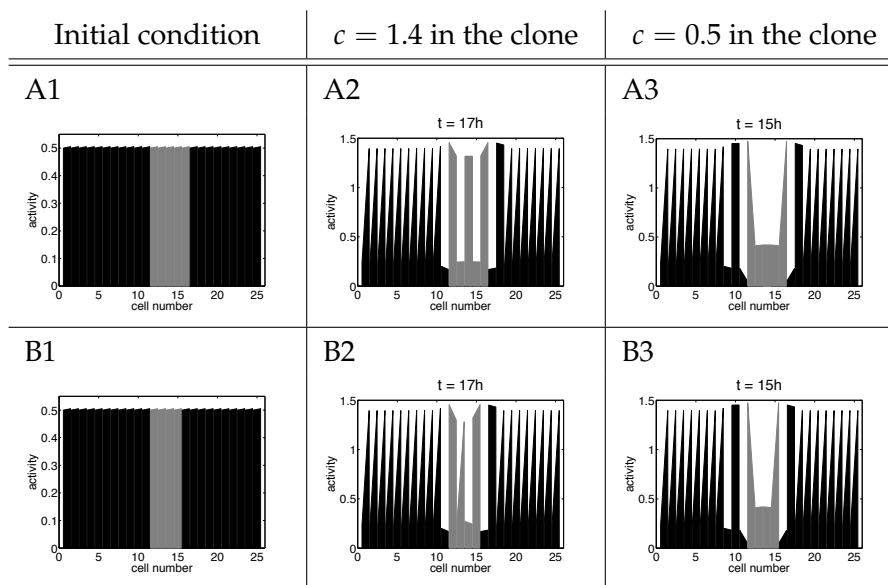 Initial condition
c = 1.4 in the clone
c = 0.5 in the clone
A1
A2
A3
0.5
0.4
0.3
0.2
0.1
0
activity
0 5 10 15 20 25
cell number
t = 17h
1.5
1
0.5
0
activity
0 5 10 15 20 25
cell number
t = 15h
1.5
1
0.5
0
activity
0 5 10 15 20 25
cell number
B1
B2
B3
0.5
0.4
0.3
0.2
0.1
0
activity
0 5 10 15 20 25
cell number
t = 17h
1.5
1
0.5
0
activity
0 5 10 15 20 25
cell number
t = 15h
1.5
1
0.5
0
activity
0 5 10 15 20 25
cell number